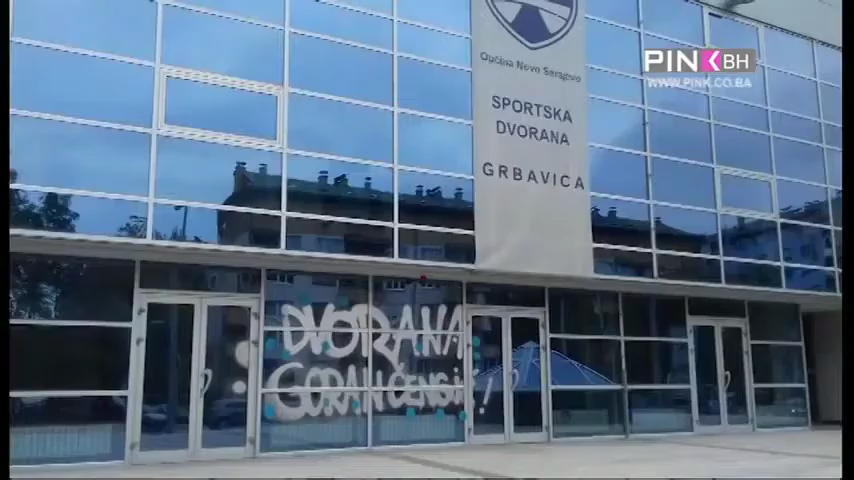 PINK BH
WWW.PINK.CO.BA
Općina Novo Sarajevo
SPORTSKA
DVORANA
GRBAVICA
DVORANA
GORAN ČENGIĆ!